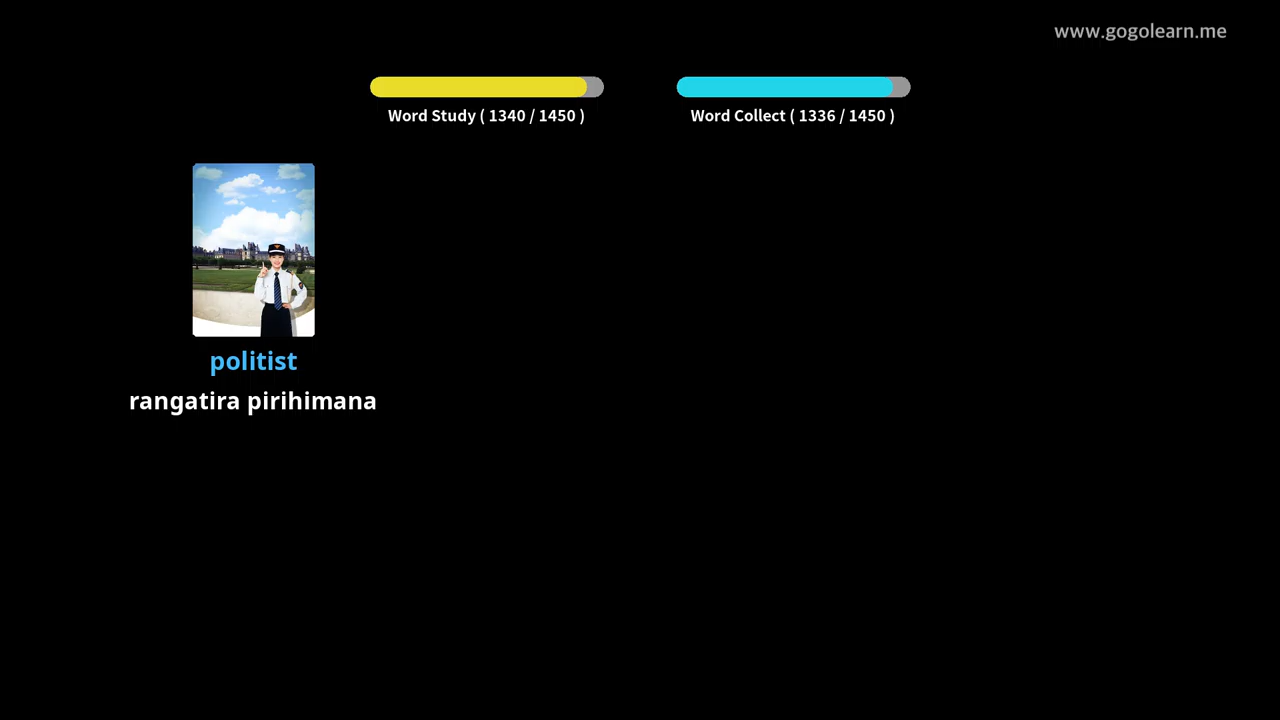 www.gogolearn.me
Word Study ( 1340 / 1450 )
Word Collect ( 1336 / 1450 )
politist
rangatira pirihimana